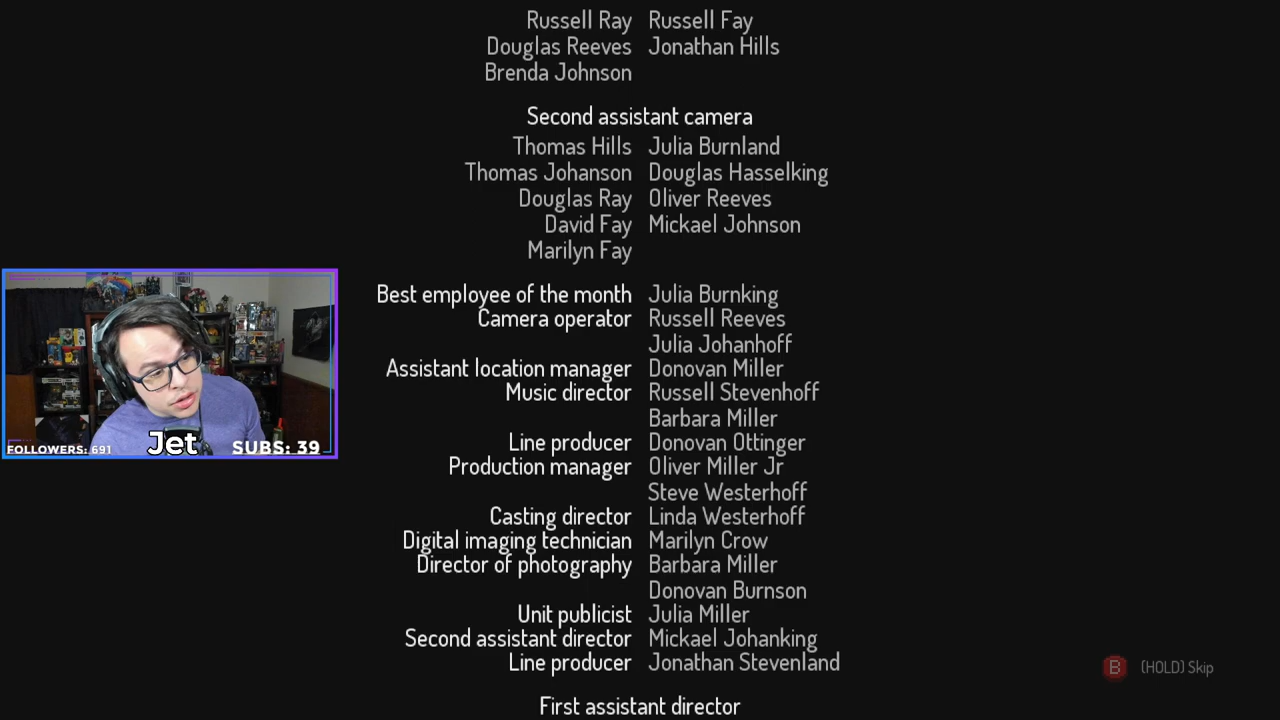 Russell Ray Russell Fay
Douglas Reeves Jonathan Hills
Brenda Johnson
Second assistant camera
Thomas Hills Julia Burnland
Thomas Johanson Douglas Hasselking
Douglas Ray Oliver Reeves
David Fay Mickael Johnson
Marilyn Fay
Best employee of the month Julia Burnking
Camera operator Russell Reeves
Julia Johanhoff
Assistant location manager Donovan Miller
Music director Russell Stevenhoff
Barbara Miller
Line producer Donovan Ottinger
Production manager Oliver Miller Jr
Steve Westerhoff
Casting director Linda Westerhoff
Digital imaging technician Marilyn Crow
Director of photography Barbara Miller
Donovan Burnson
Unit publicist Julia Miller
Second assistant director Mickael Johanking
Line producer Jonathan Stevenland
First assistant director
FOLLOWERS: 691 Jet SUBS: 39
B (HOLD) Skip